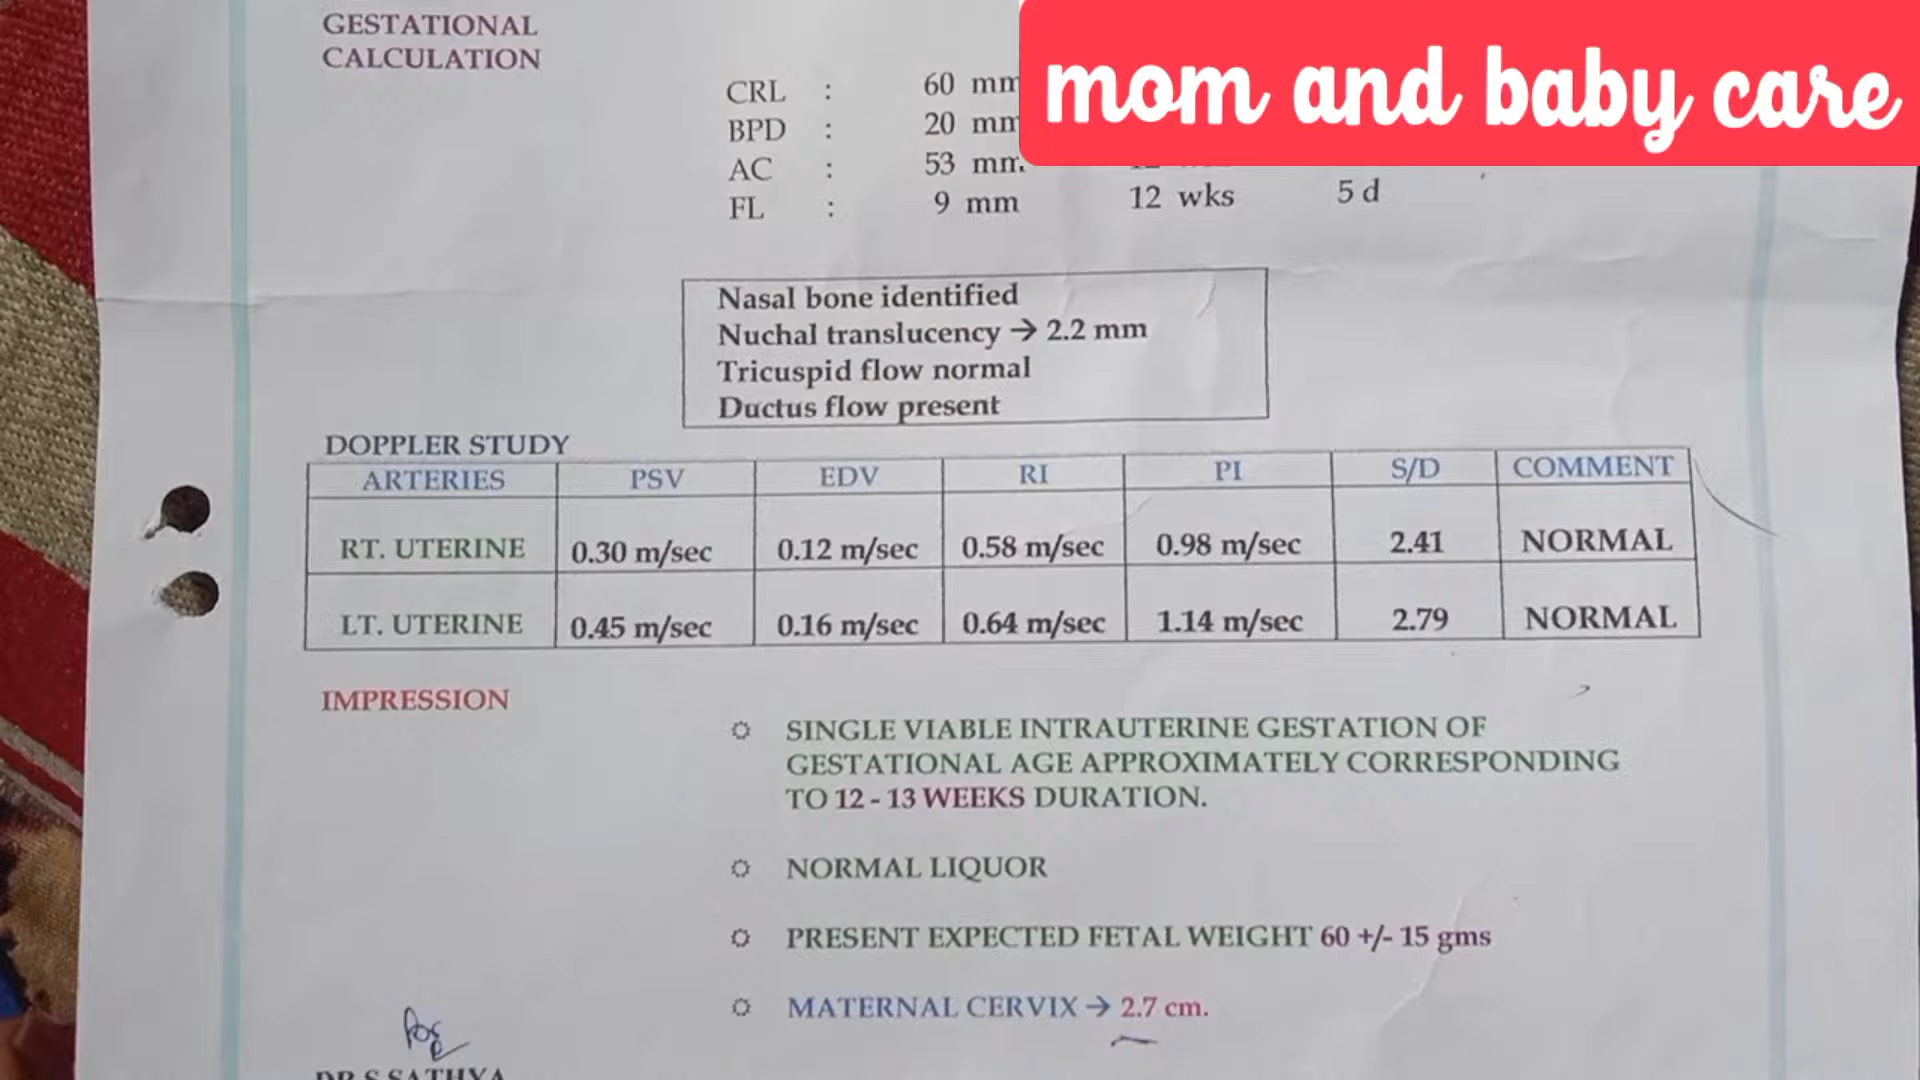 GESTATIONAL
CALCULATION
mom and baby care
CRL : 60 mm
BPD : 20 mm
AC : 53 mm
FL : 9 mm 12 wks 5 d
Nasal bone identified
Nuchal translucency → 2.2 mm
Tricuspid flow normal
Ductus flow present
DOPPLER STUDY
ARTERIES PSV EDV RI PI S/D COMMENT
RT. UTERINE 0.30 m/sec 0.12 m/sec 0.58 m/sec 0.98 m/sec 2.41 NORMAL
LT. UTERINE 0.45 m/sec 0.16 m/sec 0.64 m/sec 1.14 m/sec 2.79 NORMAL
IMPRESSION
SINGLE VIABLE INTRAUTERINE GESTATION OF
GESTATIONAL AGE APPROXIMATELY CORRESPONDING
TO 12 - 13 WEEKS DURATION.
NORMAL LIQUOR
PRESENT EXPECTED FETAL WEIGHT 60 +/- 15 gms
MATERNAL CERVIX → 2.7 cm.
DR S SATHYA